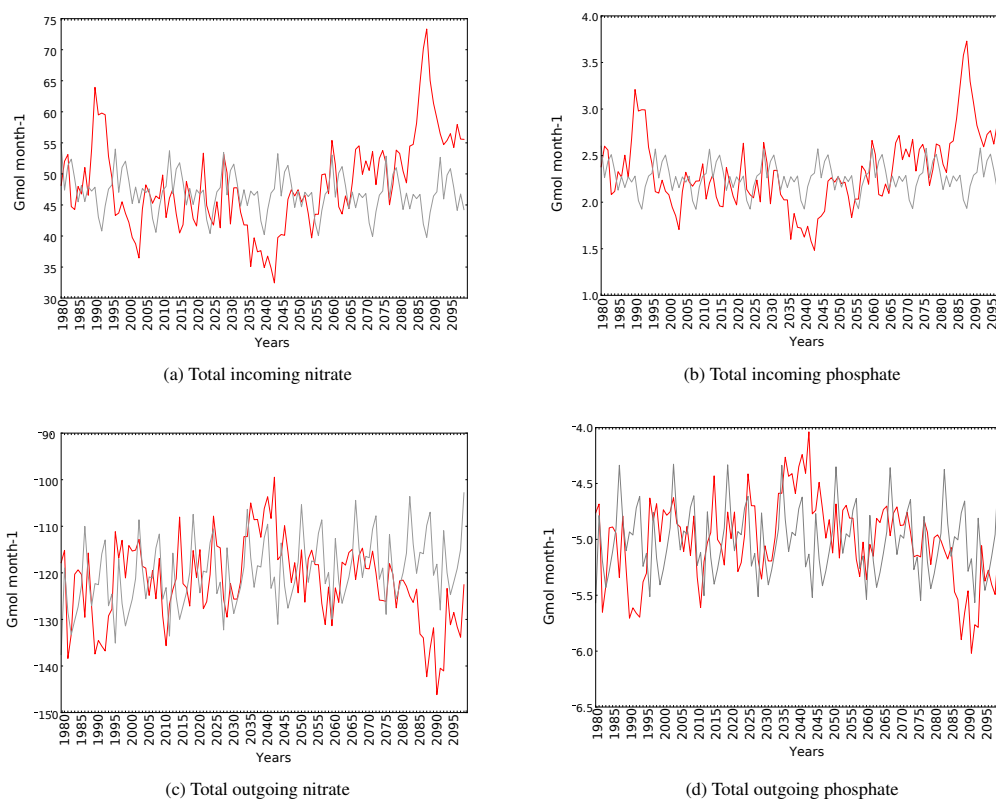 75
70
65
60
55
50
45
40
35
30
Gmol month-1
1980 1985 1990 1995 2000 2005 2010 2015 2020 2025 2030 2035 2040 2045 2050 2055 2060 2065 2070 2075 2080 2085 2090 2095
Years
(a) Total incoming nitrate
4.0
3.5
3.0
2.5
2.0
1.5
1.0
Gmol month-1
1980 1985 1990 1995 2000 2005 2010 2015 2020 2025 2030 2035 2040 2045 2050 2055 2060 2065 2070 2075 2080 2085 2090 2095
Years
(b) Total incoming phosphate
−90
−100
−110
−120
−130
−140
−150
Gmol month-1
1980 1985 1990 1995 2000 2005 2010 2015 2020 2025 2030 2035 2040 2045 2050 2055 2060 2065 2070 2075 2080 2085 2090 2095
Years
(c) Total outgoing nitrate
−4.0
−4.5
−5.0
−5.5
−6.0
−6.5
Gmol month-1
1980 1985 1990 1995 2000 2005 2010 2015 2020 2025 2030 2035 2040 2045 2050 2055 2060 2065 2070 2075 2080 2085 2090 2095
Years
(d) Total outgoing phosphate